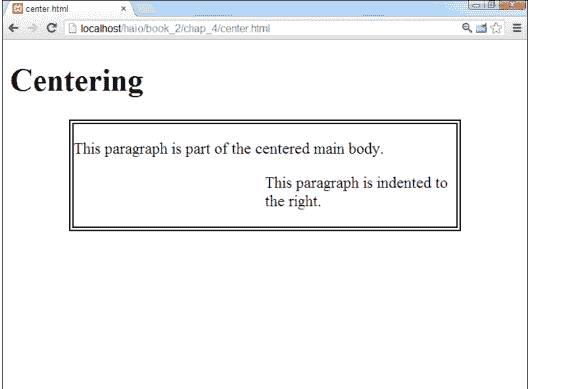 center.html
localhost/haio/book_2/chap_4/center.html
Centering
This paragraph is part of the centered main body.
This paragraph is indented to
the right.